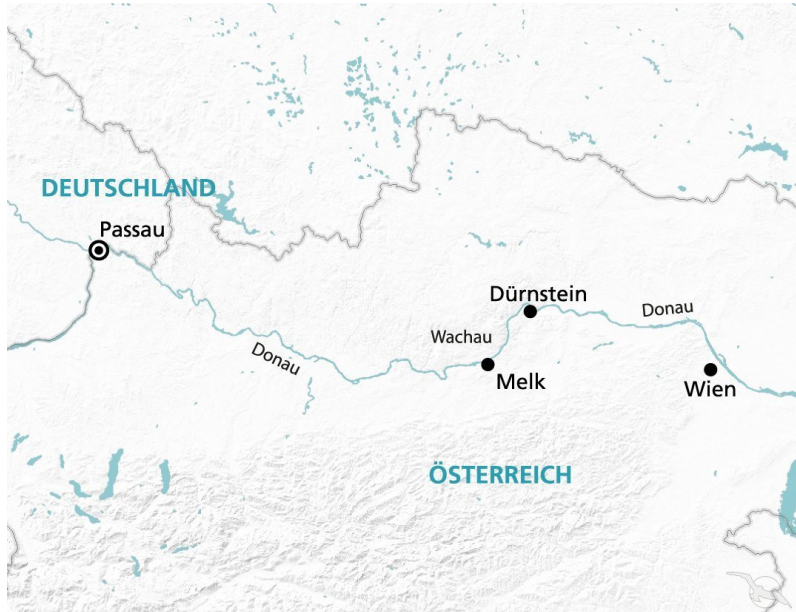 DEUTSCHLAND
Passau
Dürnstein
Donau
Wachau
Donau
Melk
Wien
ÖSTERREICH